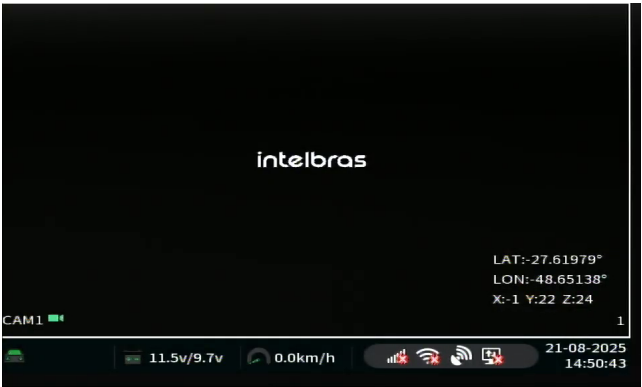 intelbras
LAT:-27.61979°
LON:-48.65138°
X:-1 Y:22 Z:24
CAM1
1
11.5v/9.7v
0.0km/h
21-08-2025
14:50:43